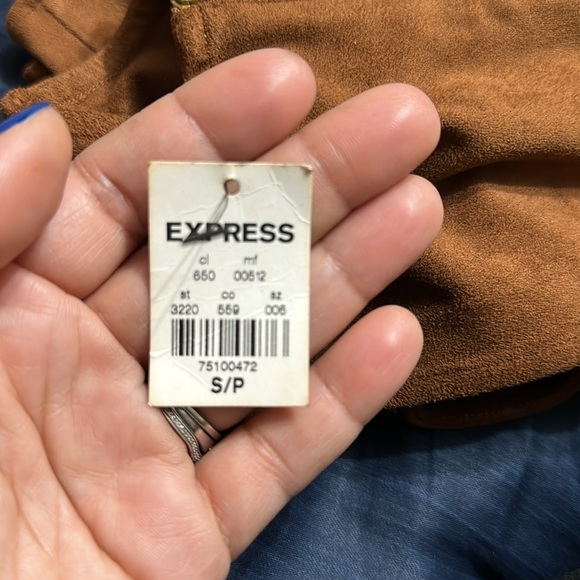 EXPRESS
cl mf
650 00512
st co sz
3220 559 006
75100472
S/P